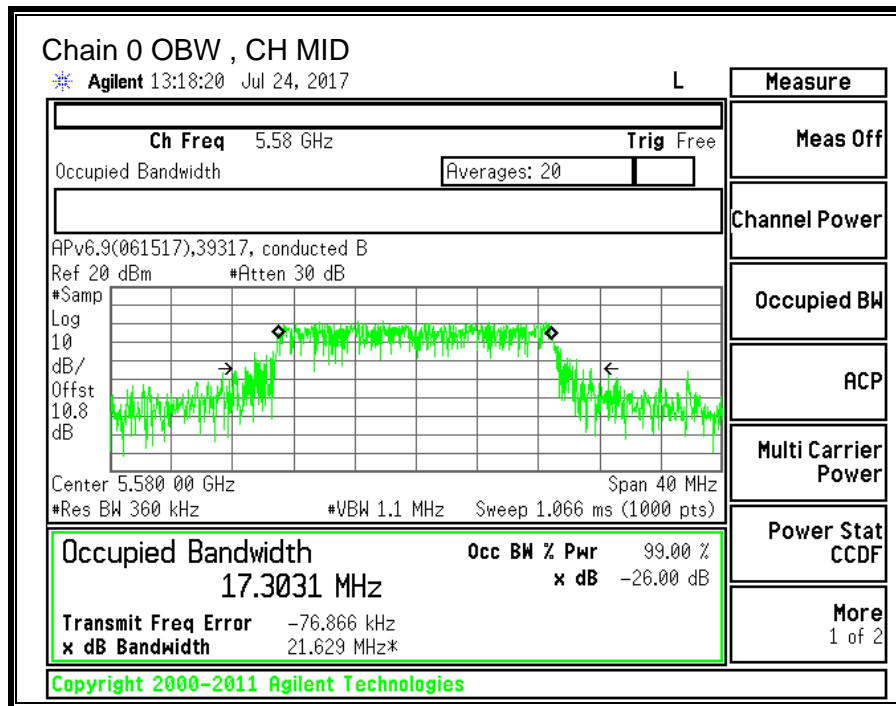 Chain 0 OBW , CH MID
Agilent 13:18:20 Jul 24, 2017 L
Measure
Ch Freq 5.58 GHz Trig Free
Occupied Bandwidth Averages: 20
APv6.9(061517),39317, conducted B
Ref 20 dBm #Atten 30 dB
#Samp
Log
10
dB/
Offst
10.8
dB
Center 5.580 00 GHz Span 40 MHz
#Res BW 360 kHz #VBW 1.1 MHz Sweep 1.066 ms (1000 pts)
Occupied Bandwidth Occ BW % Pwr 99.00 %
17.3031 MHz x dB -26.00 dB
Transmit Freq Error -76.866 kHz
x dB Bandwidth 21.629 MHz*
Copyright 2000-2011 Agilent Technologies
Meas Off
Channel Power
Occupied BW
ACP
Multi Carrier
Power
Power Stat
CCDF
More
1 of 2